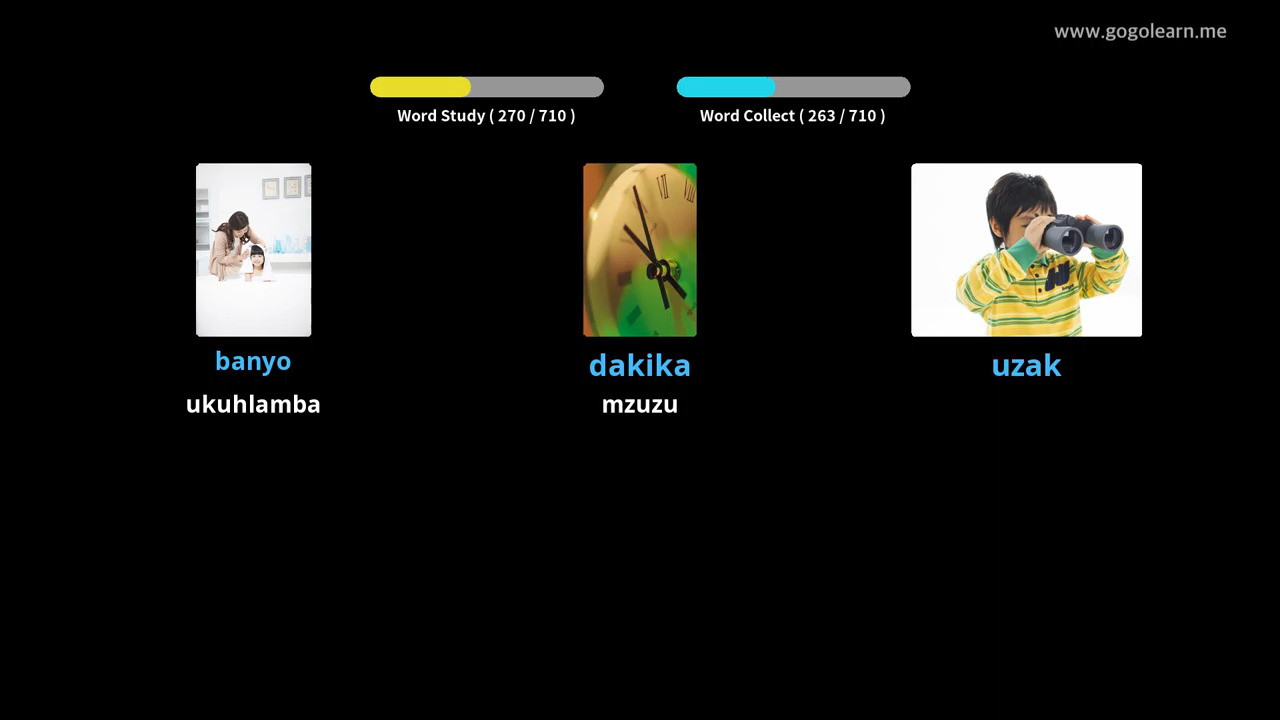 www.gogolearn.me
Word Study ( 270 / 710 )
Word Collect ( 263 / 710 )
banyo
dakika
uzak
ukuhlamba
mzuzu